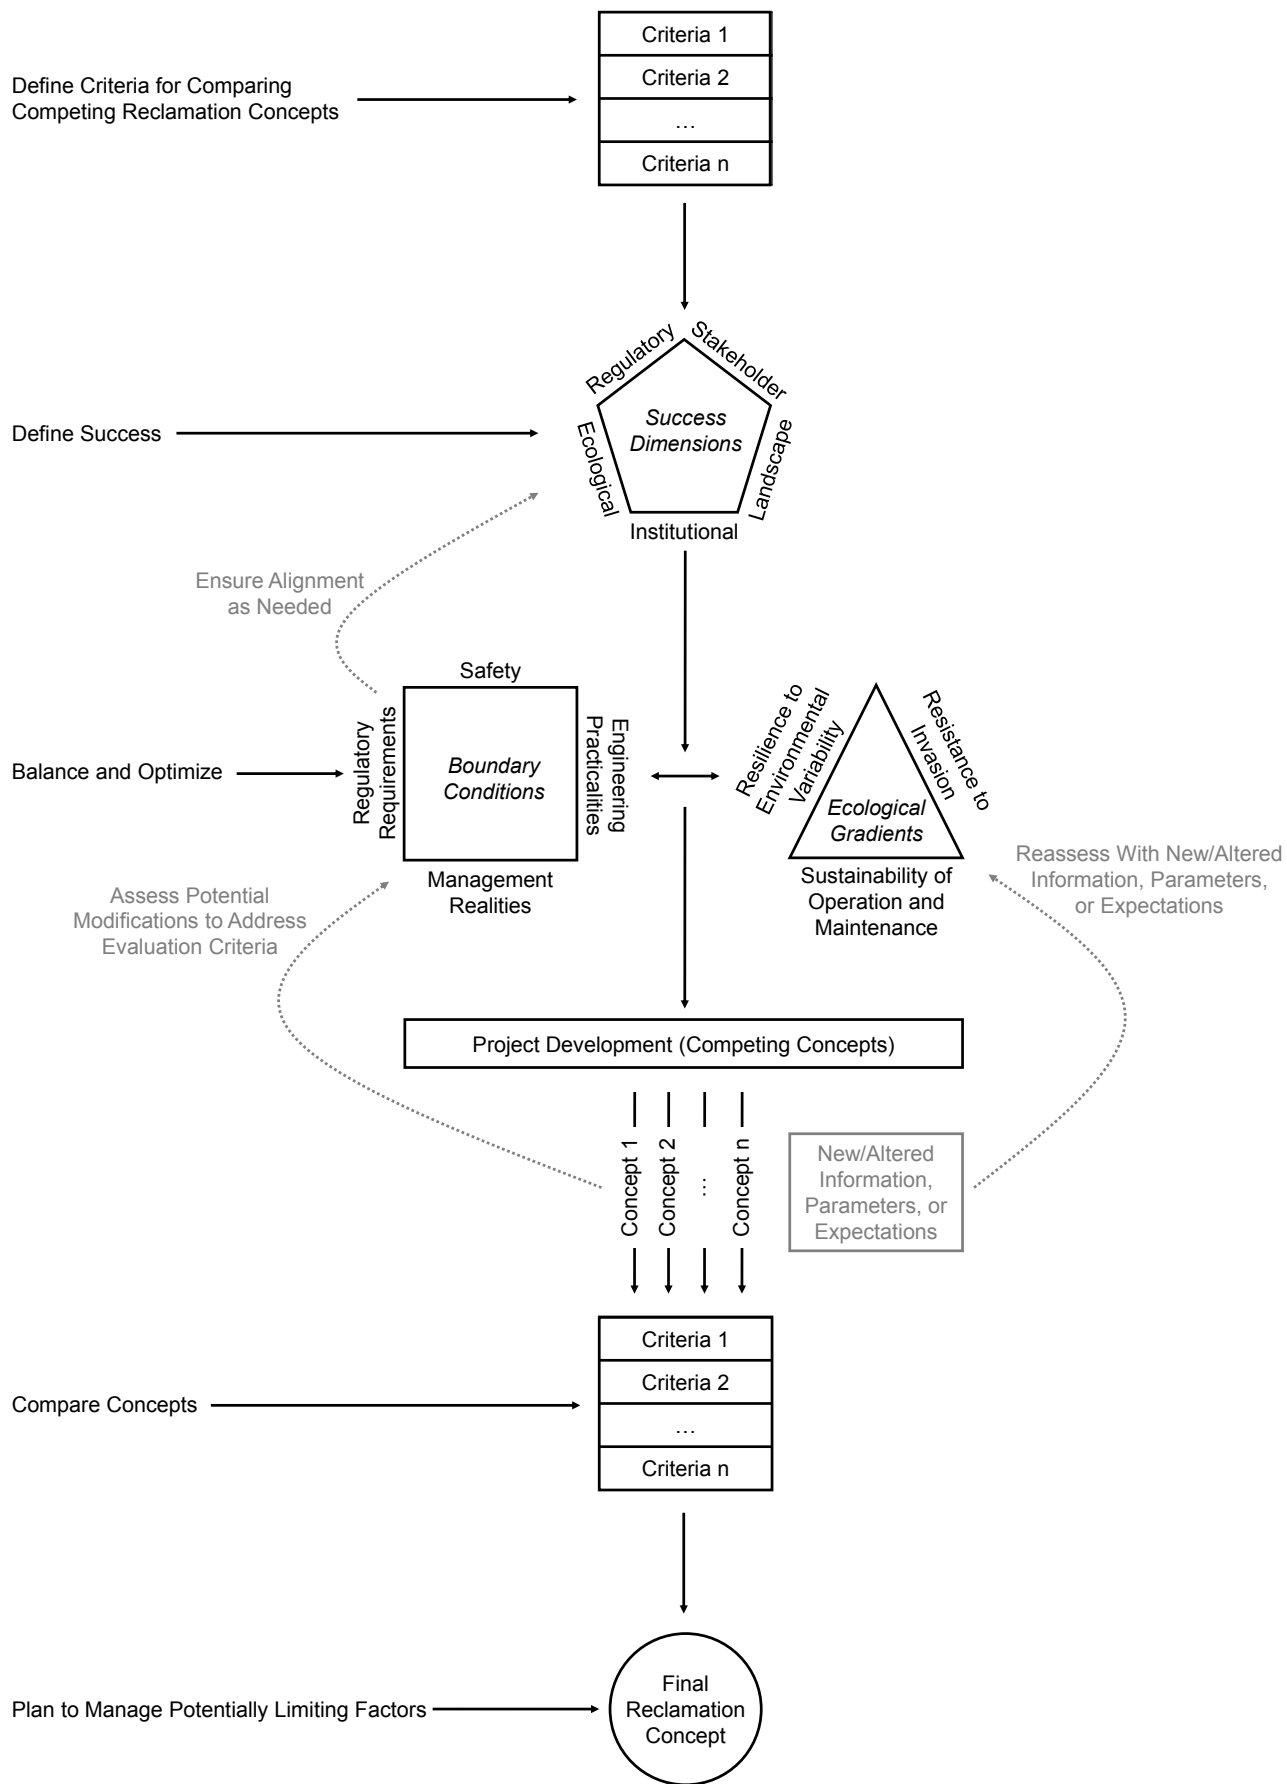 Criteria 1
Define Criteria for Comparing
Competing Reclamation Concepts
Criteria 2
…
Criteria n
Regulatory
Stakeholder
Define Success
Success
Dimensions
Ecological
Landscape
Institutional
Ensure Alignment
as Needed
Safety
Balance and Optimize
Regulatory
Requirements
Boundary
Conditions
Engineering
Practicalities
Management
Realities
Resilience to
Environmental
Variability
Resistance to
Invasion
Ecological
Gradients
Sustainability of
Operation and
Maintenance
Assess Potential
Modifications to Address
Evaluation Criteria
Reassess With New/Altered
Information, Parameters,
or Expectations
Project Development (Competing Concepts)
Concept 1
Concept 2
…
Concept n
New/Altered
Information,
Parameters, or
Expectations
Criteria 1
Compare Concepts
Criteria 2
…
Criteria n
Plan to Manage Potentially Limiting Factors
Final
Reclamation
Concept